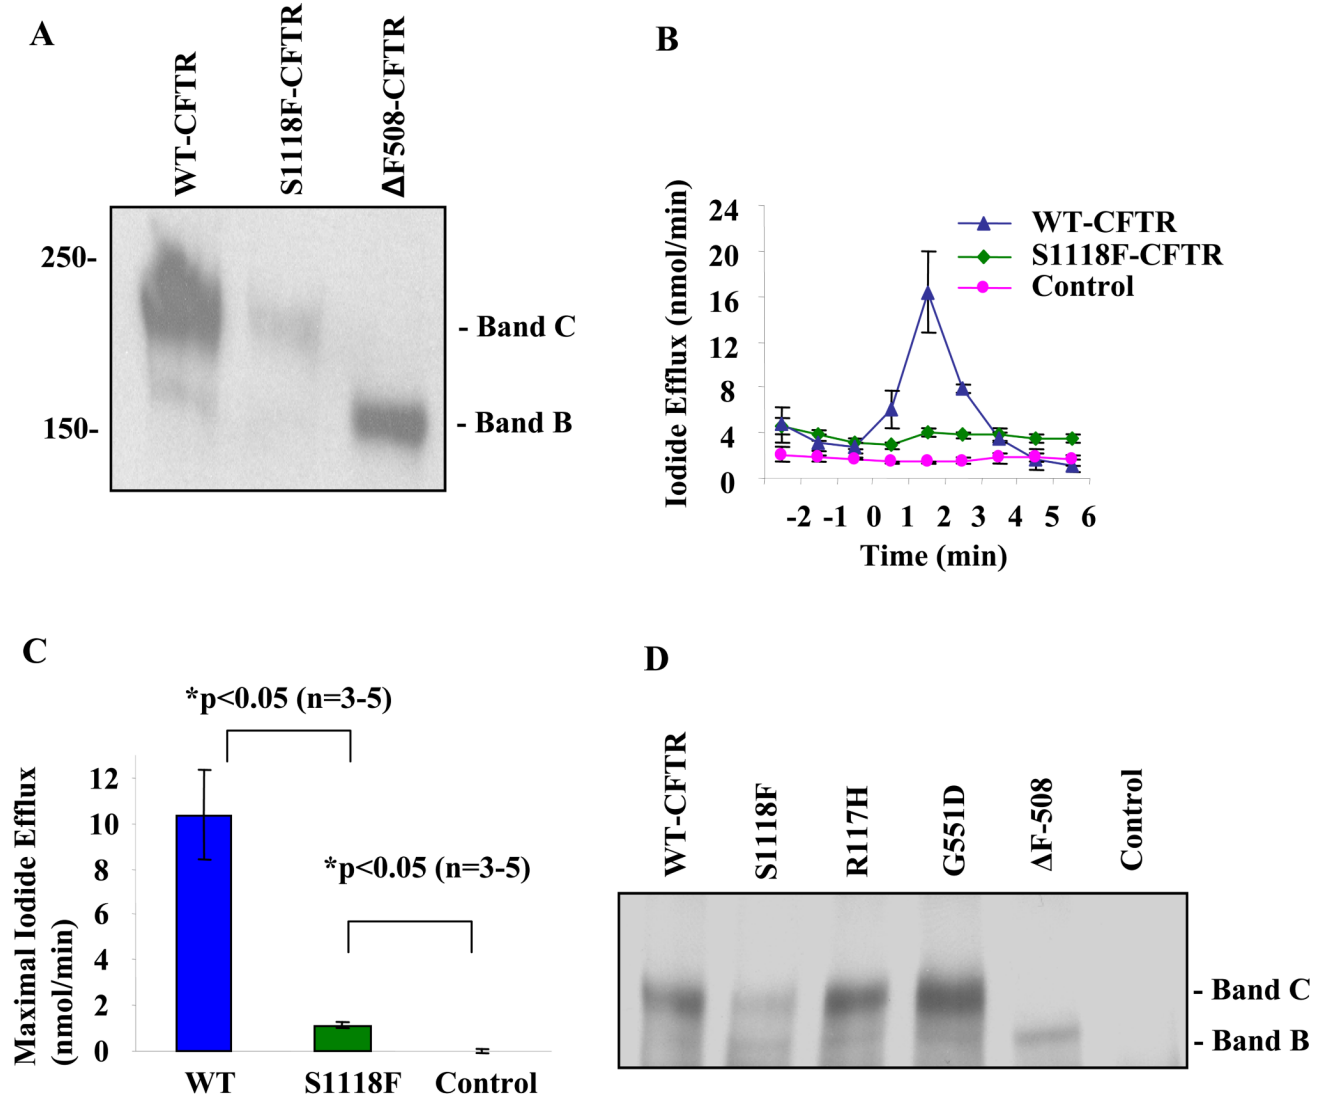 A
WT-CFTR
S1118F-CFTR
ΔF508-CFTR
250-
150-
- Band C
- Band B
B
Iodide Efflux (nmol/min)
24
20
16
12
8
4
0
WT-CFTR
S1118F-CFTR
Control
-2 -1 0 1 2 3 4 5 6
Time (min)
C
*p<0.05 (n=3-5)
*p<0.05 (n=3-5)
Maximal Iodide Efflux
(nmol/min)
12
10
8
6
4
2
0
WT S1118F Control
D
WT-CFTR
S1118F
R117H
G551D
ΔF-508
Control
- Band C
- Band B